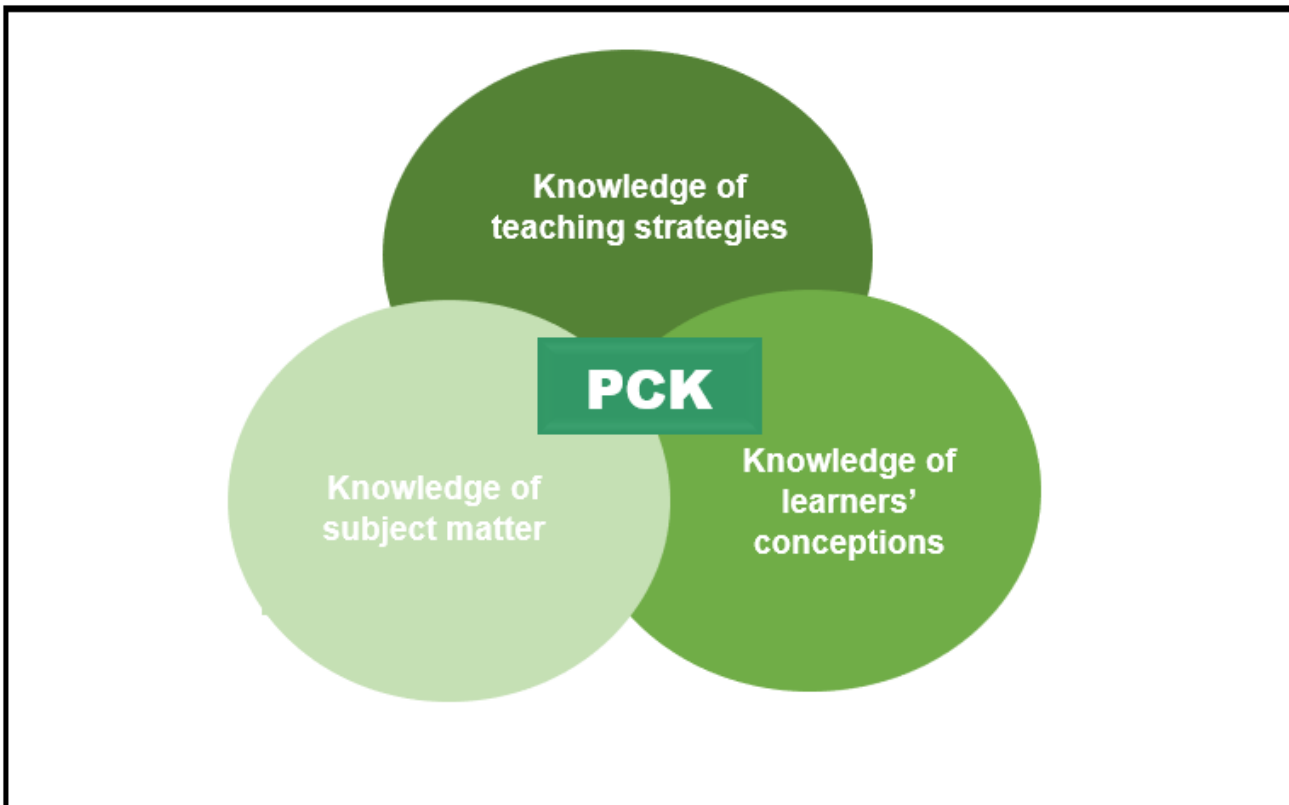 Knowledge of
teaching strategies
PCK
Knowledge of
subject matter
Knowledge of
learners’
conceptions